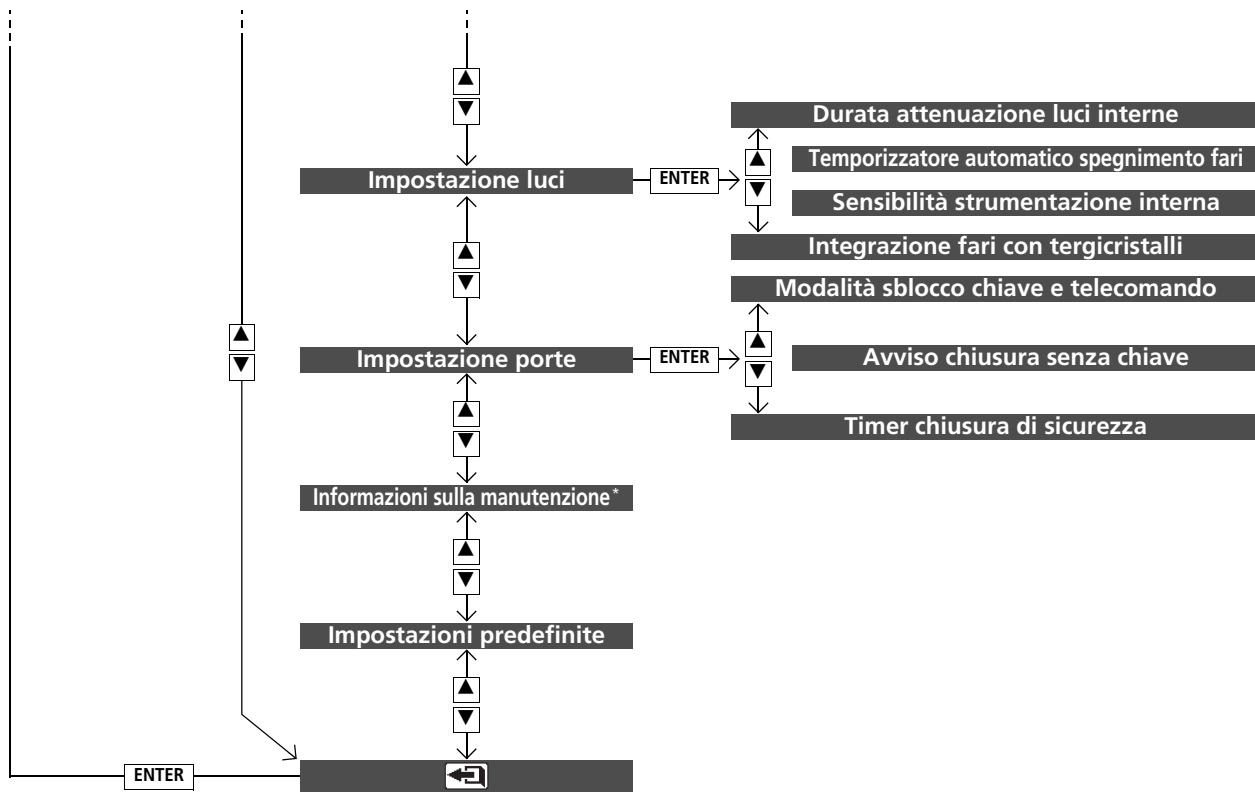 ▲
▼
Durata attenuazione luci interne
▲
Temporizzatore automatico spegnimento fari
Impostazione luci
ENTER
▼
Sensibilità strumentazione interna
Integrazione fari con tergicristalli
▲
▼
Modalità sblocco chiave e telecomando
▲
▼
▲
Impostazione porte
ENTER
Avviso chiusura senza chiave
▼
Timer chiusura di sicurezza
▲
▼
Informazioni sulla manutenzione*
▲
▼
Impostazioni predefinite
▲
▼
ENTER